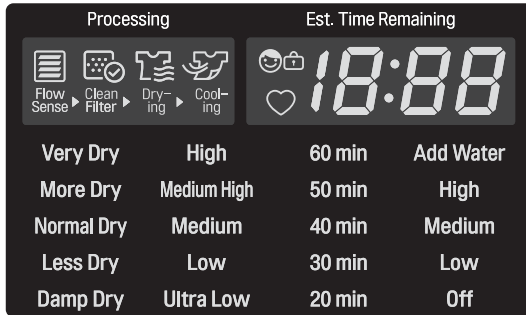 Processing Est. Time Remaining
18:88
Flow Sense Clean Filter Dry-ing Cool-ing
Very Dry High 60 min Add Water
More Dry Medium High 50 min High
Normal Dry Medium 40 min Medium
Less Dry Low 30 min Low
Damp Dry Ultra Low 20 min Off